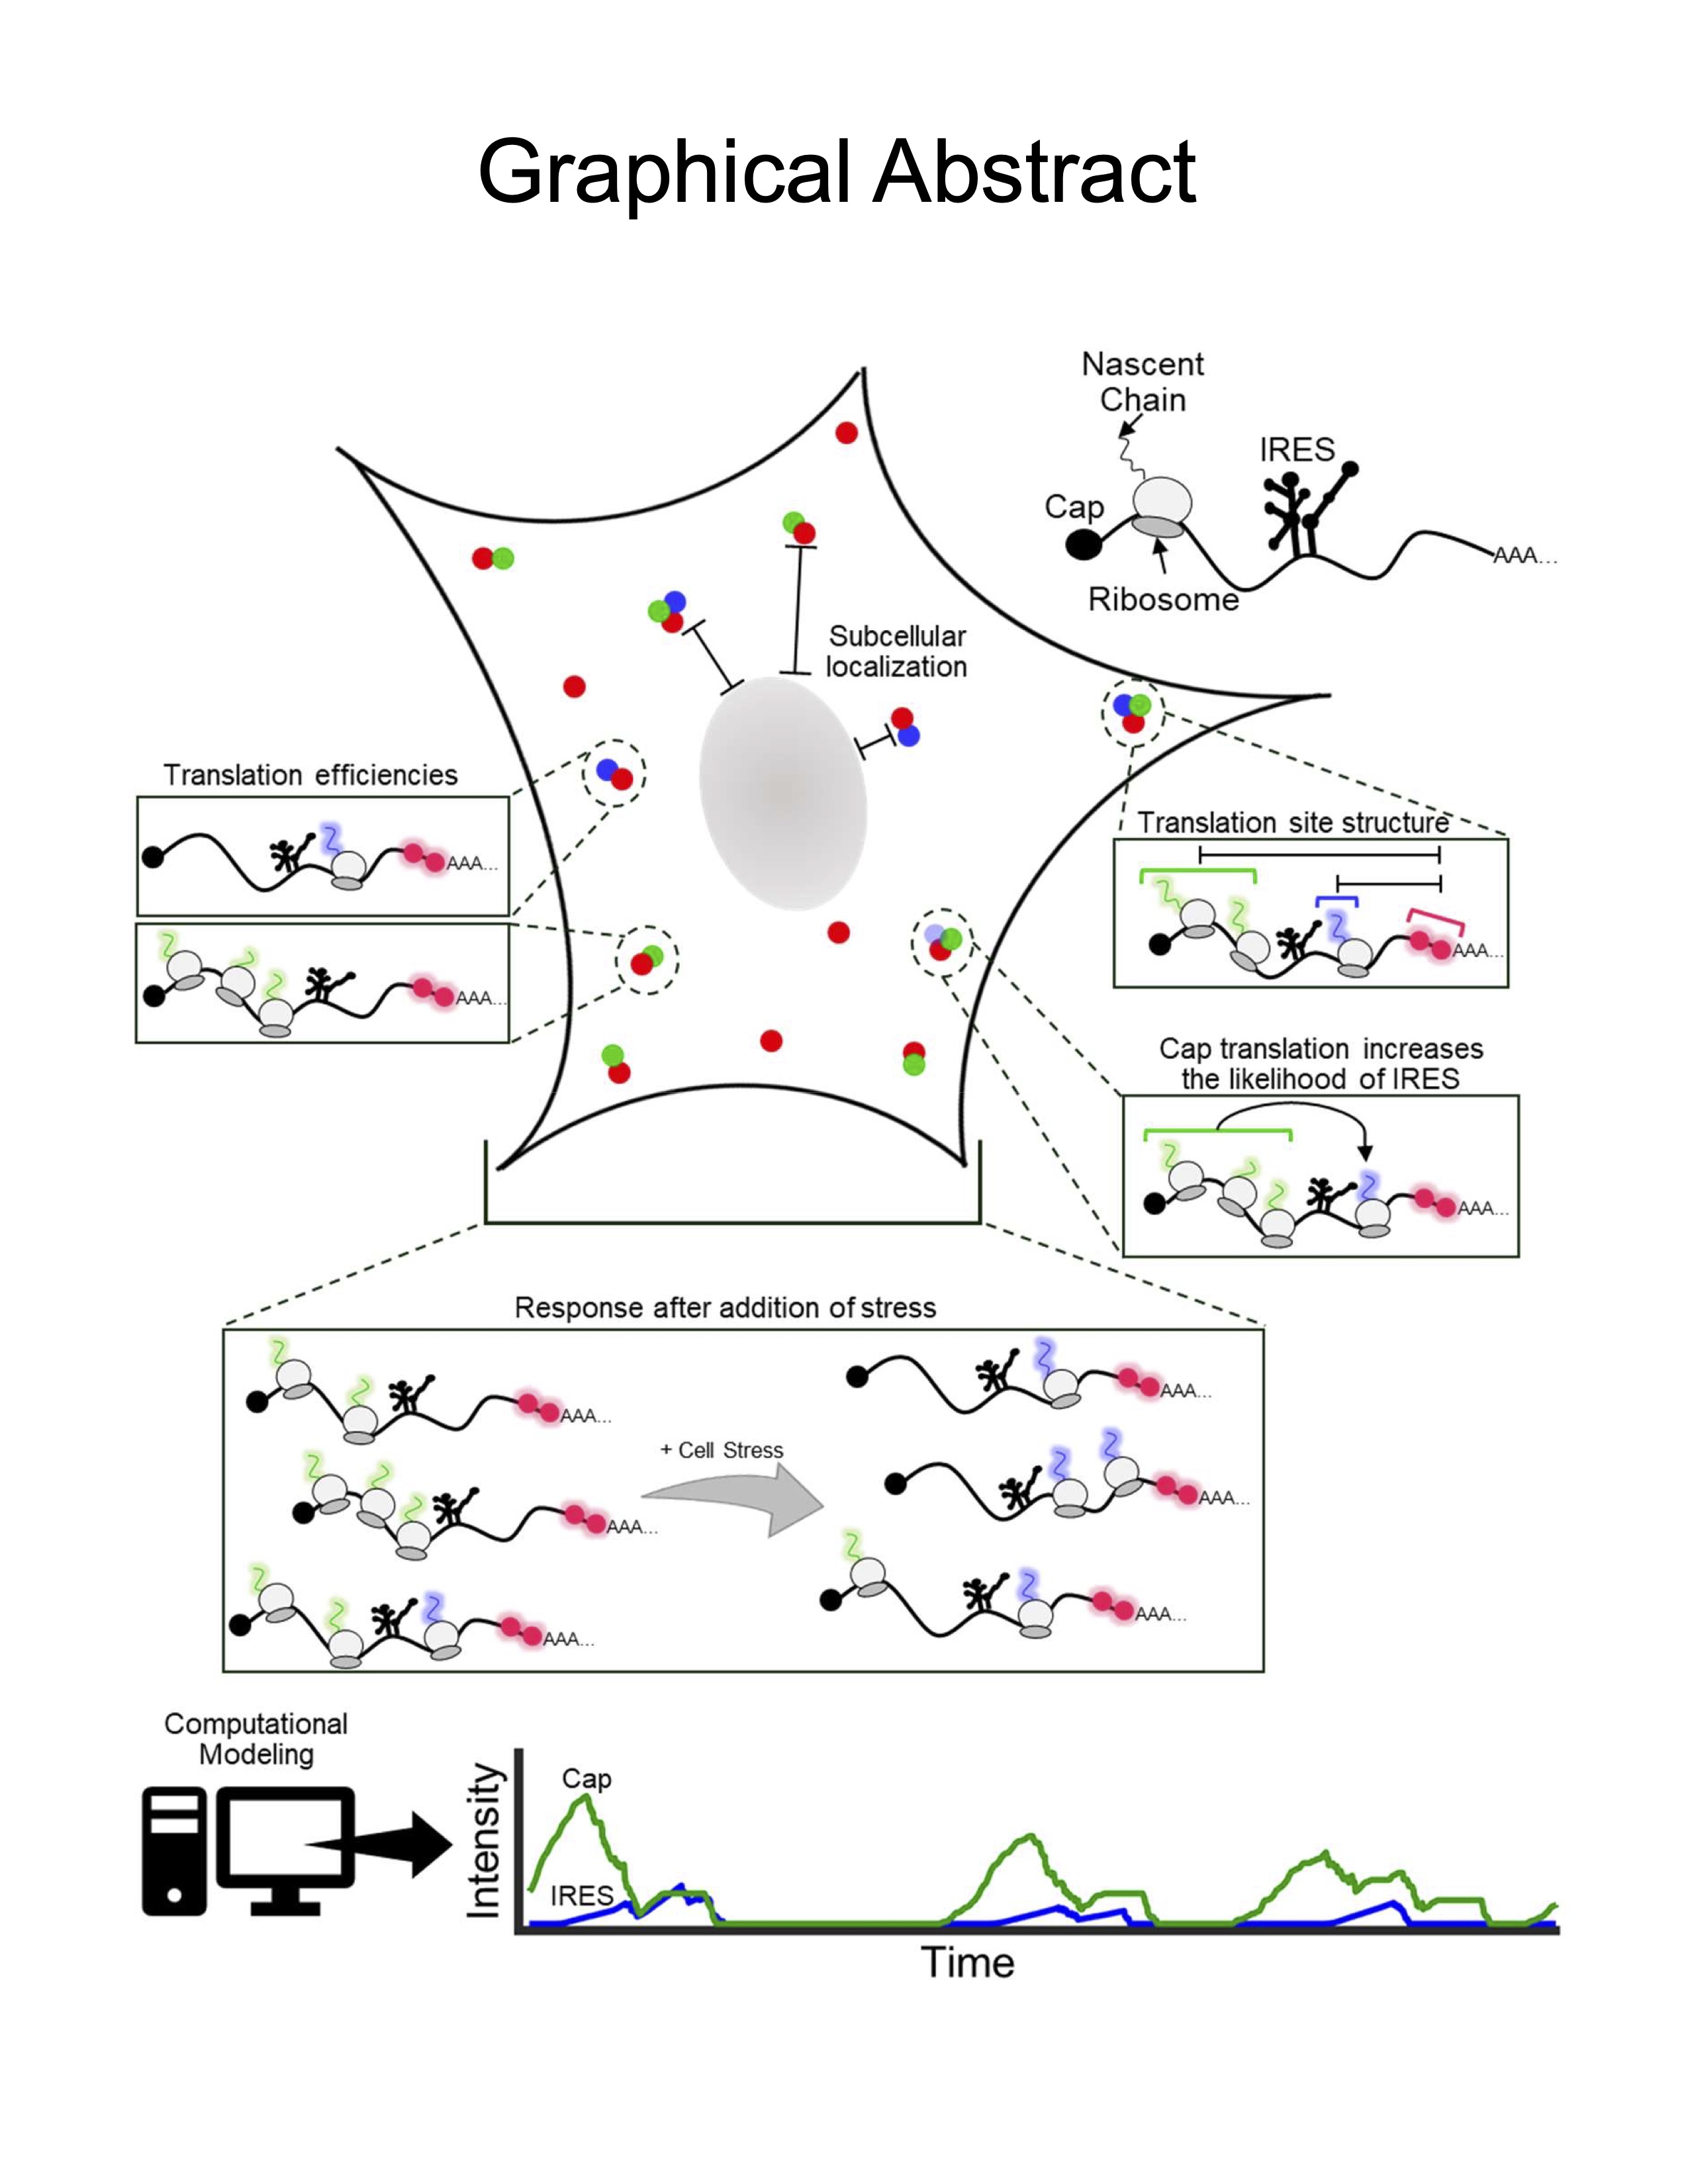 Graphical Abstract
Nascent
Chain
IRES
Cap
AAA...
Ribosome
Subcellular
localization
Translation efficiencies
AAA...
AAA...
Translation site structure
AAA...
Cap translation increases
the likelihood of IRES
AAA...
Response after addition of stress
AAA...
AAA...
+ Cell Stress
AAA...
AAA...
AAA...
AAA...
Computational
Modeling
Intensity
Cap
IRES
Time